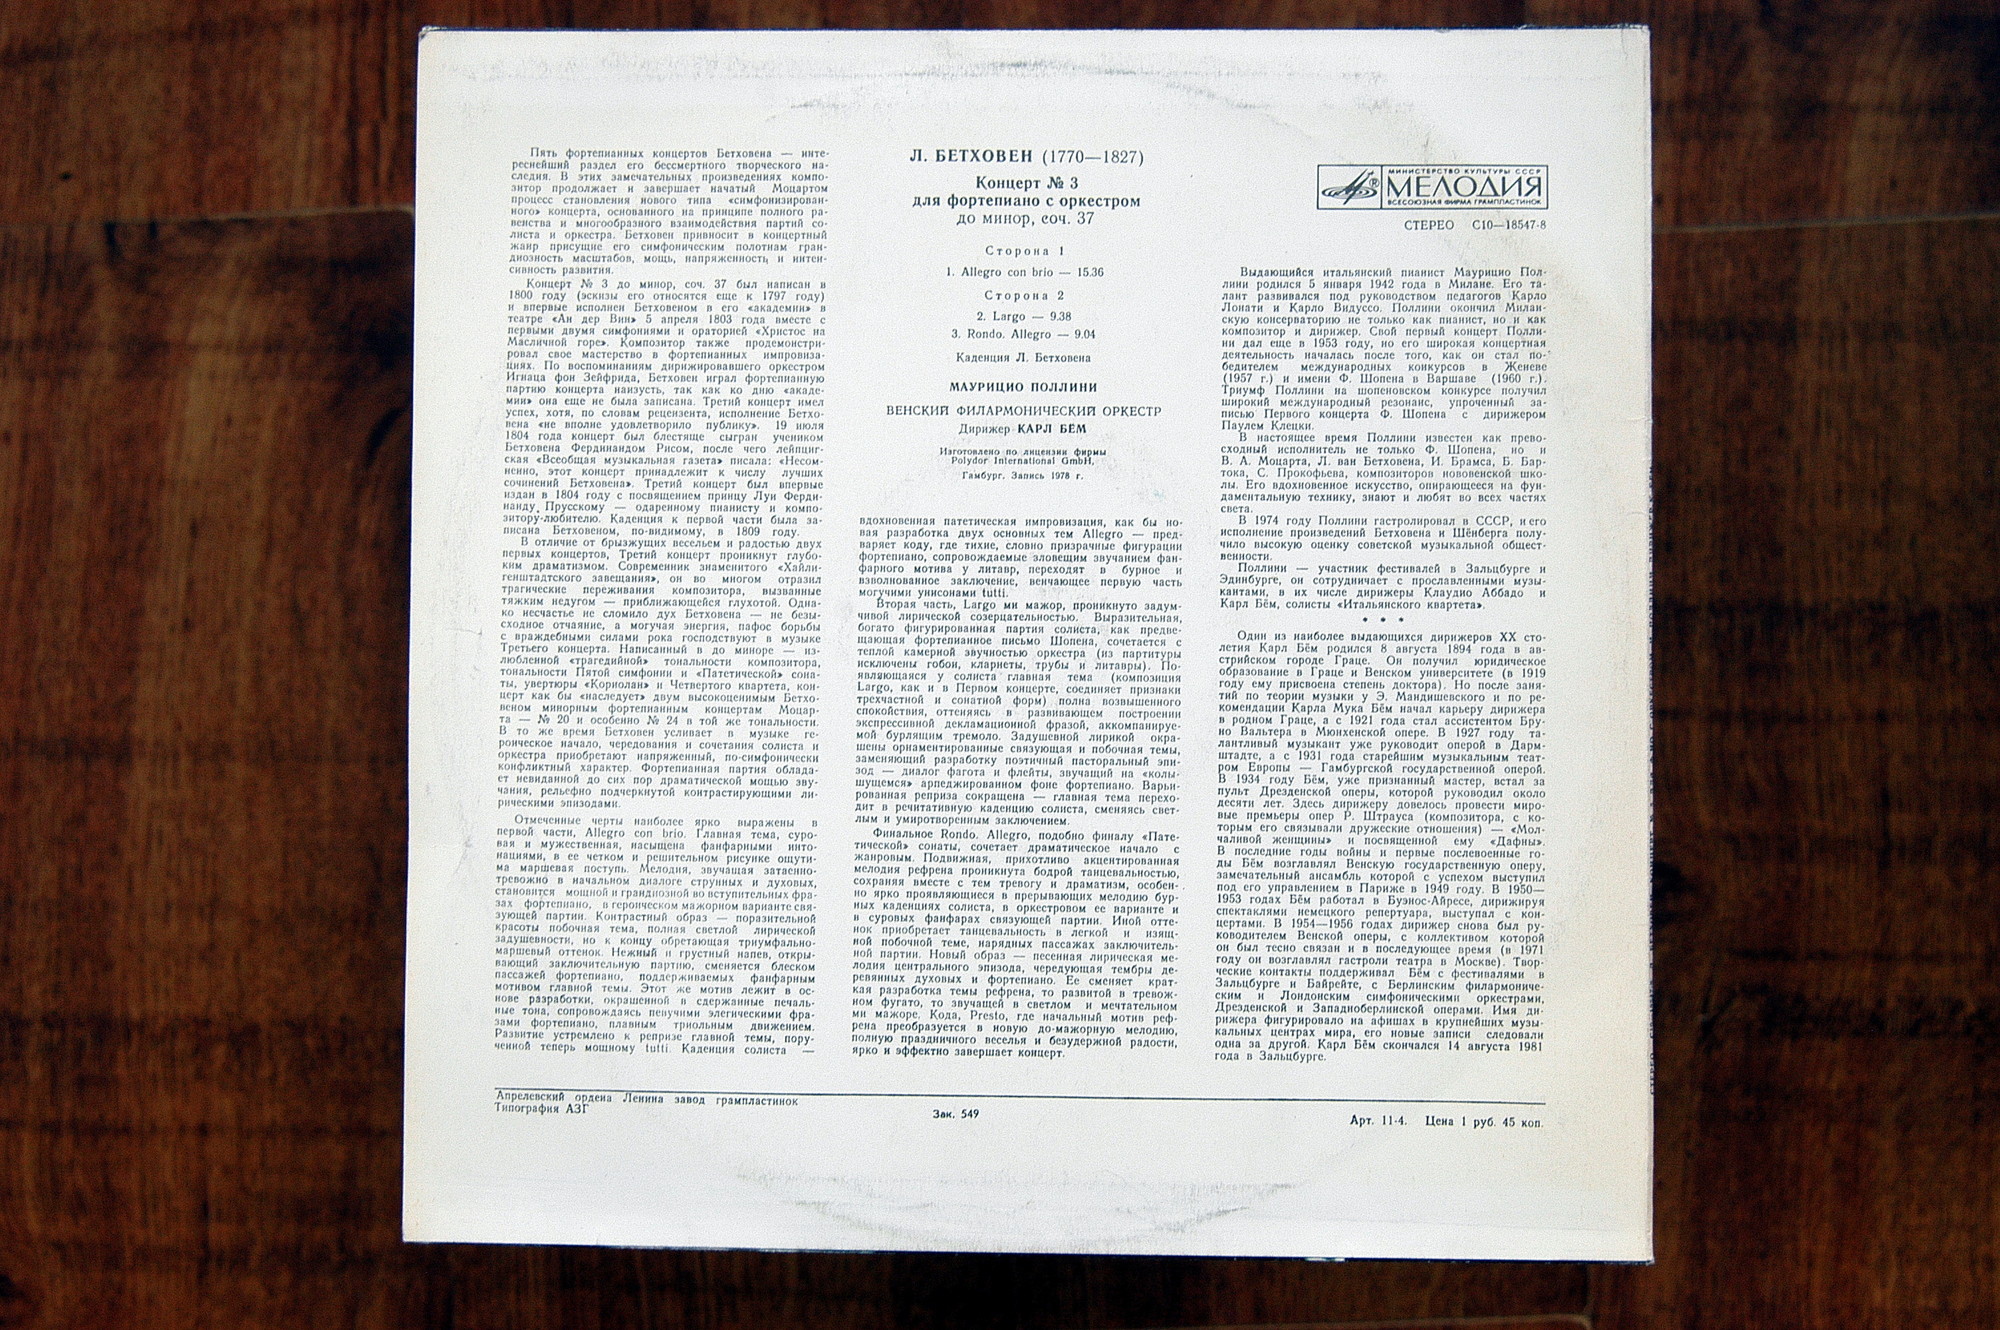 Пять фортепианных концертов Бетховена — инте-
реснейший раздел его бессмертного творческого на-
следия. В этих замечательных произведениях компо-
зитор продолжает и завершает начатый Моцартом
процесс становления нового типа «симфонизирован-
ного» концерта, основанного на принципе полного ра-
венства и многообразного взаимодействия партий со-
листа и оркестра. Бетховен привносит в концертный
жанр присущие его симфоническим полотнам гран-
диозность масштабов, мощь, напряженность и интен-
сивность развития.
Концерт № 3 до минор, соч. 37 был написан в
1800 году (эскизы его относятся еще к 1797 году)
и впервые исполнен Бетховеном в его «академии» в
театре «Ан дер Вин» 5 апреля 1803 года вместе с
первыми двумя симфониями и ораторией «Христос на
Масличной горе». Композитор также продемонстри-
ровал свое мастерство в фортепианных импровиза-
циях. По воспоминаниям дирижировавшего оркестром
Игнаца фон Зейфрида, Бетховен играл фортепианную
партию концерта наизусть, так как ко дню «акаде-
мии» она еще не была записана. Третий концерт имел
успех, хотя, по словам рецензента, исполнение Бетхо-
вена «не вполне удовлетворило публику». 19 июля
1804 года концерт был блестяще сыгран учеником
Бетховена Фердинандом Рисом, после чего лейпциг-
ская «Всеобщая музыкальная газета» писала: «Несом-
ненно, этот концерт принадлежит к числу лучших
сочинений Бетховена». Третий концерт был впервые
издан в 1804 году с посвящением принцу Луи Ферди-
нанду Прусскому — одаренному пианисту и компо-
зитору-любителю. Каденция к первой части была за-
писана Бетховеном, по-видимому, в 1809 году.
В отличие от брызжущих весельем и радостью двух
первых концертов, Третий концерт проникнут глубо-
ким драматизмом. Современник знаменитого «Хайли-
генштадтского завещания», он во многом отразил
трагические переживания композитора, вызванные
тяжким недугом — приближающейся глухотой. Одна-
ко несчастье не сломило дух Бетховена — не безы-
сходное отчаяние, а могучая энергия, пафос борьбы
с враждебными силами рока господствуют в музыке
Третьего концерта. Написанный в до миноре — из-
любленной «трагедийной» тональности композитора,
тональности Пятой симфонии и «Патетической» сона-
ты, увертюры «Кориолан» и Четвертого квартета, кон-
церт как бы «наследует» двум высокоценимым Бетхо-
веном минорным фортепианным концертам Моцар-
та — № 20 и особенно № 24 в той же тональности.
В то же время Бетховен усливает в музыке ге-
роическое начало, чередования и сочетания солиста и
оркестра приобретают напряженный, по-симфонически
конфликтный характер. Фортепианная партия облада-
ет невиданной до сих пор драматической мощью зву-
чания, рельефно подчеркнутой контрастирующими ли-
рическими эпизодами.
Отмеченные черты наиболее ярко выражены в
первой части, Allegro con brio. Главная тема, суро-
вая и мужественная, насыщена фанфарными инто-
нациями, в ее четком и решительном рисунке ощути-
ма маршевая поступь. Мелодия, звучащая затаенно-
тревожно в начальном диалоге струнных и духовых,
становится мощной и грандиозной во вступительных фра-
зах фортепиано, в героическом мажорном варианте свя-
зующей партии. Контрастный образ — поразительной
красоты побочная тема, полная светлой лирической
задушевности, но к концу обретающая триумфально-
маршевый оттенок. Нежный и грустный напев, откры-
вающий заключительную партию, сменяется блеском
пассажей фортепиано, поддерживаемых фанфарным
мотивом главной темы. Этот же мотив лежит в ос-
нове разработки, окрашенной в сдержанные печаль-
ные тона, сопровождаясь певучими элегическими фра-
зами фортепиано, плавным триольным движением.
Развитие устремлено к репризе главной темы, пору-
ченной теперь мощному tutti. Каденция солиста —
Л. БЕТХОВЕН (1770—1827)
Концерт № 3
для фортепиано с оркестром
до минор, соч. 37
Сторона 1
1. Allegro con brio — 15.36
Сторона 2
2. Largo — 9.38
3. Rondo. Allegro — 9.04
Каденция Л. Бетховена
МАУРИЦИО ПОЛЛИНИ
ВЕНСКИЙ ФИЛАРМОНИЧЕСКИЙ ОРКЕСТР
Дирижер КАРЛ БЁМ
Изготовлено по лицензии фирмы
Polydor International GmbH,
Гамбург. Запись 1978 г.
вдохновенная патетическая импровизация, как бы но-
вая разработка двух основных тем Allegro — пред-
варяет коду, где тихие, словно призрачные фигурации
фортепиано, сопровождаемые зловещим звучанием фан-
фарного мотива у литавр, переходят в бурное и
взволнованное заключение, венчающее первую часть
могучими унисонами tutti.
Вторая часть, Largo ми мажор, проникнуто задум-
чивой лирической созерцательностью. Выразительная,
богато фигурированная партия солиста, как предве-
щающая фортепианное письмо Шопена, сочетается с
теплой камерной звучностью оркестра (из партитуры
исключены гобои, кларнеты, трубы и литавры). По-
являющаяся у солиста главная тема (композиция
Largo, как и в Первом концерте, соединяет признаки
трехчастной и сонатной форм) полна возвышенного
спокойствия, оттеняясь в развивающем построении
экспрессивной декламационной фразой, аккомпанируе-
мой бурлящим тремоло. Задушевной лирикой окра-
шены орнаментированные связующая и побочная темы,
заменяющий разработку поэтичный пасторальный эпи-
зод — диалог фагота и флейты, звучащий на «колы-
шущемся» арпеджированном фоне фортепиано. Варьи-
рованная реприза сокращена — главная тема перехо-
дит в речитативную каденцию солиста, сменяясь свет-
лым и умиротворенным заключением.
Финальное Rondo. Allegro, подобно финалу «Пате-
тической» сонаты, сочетает драматическое начало с
жанровым. Подвижная, прихотливо акцентированная
мелодия рефрена проникнута бодрой танцевальностью,
сохраняя вместе с тем тревогу и драматизм, особен-
но ярко проявляющиеся в прерывающих мелодию бур-
ных каденциях солиста, в оркестровом ее варианте и
в суровых фанфарах связующей партии. Иной отте-
нок приобретает танцевальность в легкой и изящ-
ной побочной теме, нарядных пассажах заключитель-
ной партии. Новый образ — песенная лирическая ме-
лодия центрального эпизода, чередующая тембры де-
ревянных духовых и фортепиано. Ее сменяет крат-
кая разработка темы рефрена, то развитой в тревож-
ном фугато, то звучащей в светлом и мечтательном
ми мажоре. Кода, Presto, где начальный мотив реф-
рена преобразуется в новую до-мажорную мелодию,
полную праздничного веселья и безудержной радости,
ярко и эффектно завершает концерт.
МИНИСТЕРСТВО КУЛЬТУРЫ СССР
® МЕЛОДИЯ
ВСЕСОЮЗНАЯ ФИРМА ГРАМПЛАСТИНОК
СТЕРЕО С10—18547-8
Выдающийся итальянский пианист Маурицио Пол-
лини родился 5 января 1942 года в Милане. Его та-
лант развивался под руководством педагогов Карло
Лонати и Карло Видуссо. Поллини окончил Милан-
скую консерваторию не только как пианист, но и как
композитор и дирижер. Свой первый концерт Полли-
ни дал еще в 1953 году, но его широкая концертная
деятельность началась после того, как он стал по-
бедителем международных конкурсов в Женеве
(1957 г.) и имени Ф. Шопена в Варшаве (1960 г.).
Триумф Поллини на шопеновском конкурсе получил
широкий международный резонанс, упроченный за-
писью Первого концерта Ф. Шопена с дирижером
Паулем Клецки.
В настоящее время Поллини известен как прево-
сходный исполнитель не только Ф. Шопена, но и
В. А. Моцарта, Л. ван Бетховена, И. Брамса, Б. Бар-
тока, С. Прокофьева, композиторов нововенской шко-
лы. Его вдохновенное искусство, опирающееся на фун-
даментальную технику, знают и любят во всех частях
света.
В 1974 году Поллини гастролировал в СССР, и его
исполнение произведений Бетховена и Шёнберга полу-
чило высокую оценку советской музыкальной общест-
венности.
Поллини — участник фестивалей в Зальцбурге и
Эдинбурге, он сотрудничает с прославленными музы-
кантами, в их числе дирижеры Клаудио Аббадо и
Карл Бём, солисты «Итальянского квартета».
* * *
Один из наиболее выдающихся дирижеров XX сто-
летия Карл Бём родился 8 августа 1894 года в ав-
стрийском городе Граце. Он получил юридическое
образование в Граце и Венском университете (в 1919
году ему присвоена степень доктора). Но после заня-
тий по теории музыки у Э. Мандишевского и по ре-
комендации Карла Мука Бём начал карьеру дирижера
в родном Граце, а с 1921 года стал ассистентом Бру-
но Вальтера в Мюнхенской опере. В 1927 году та-
лантливый музыкант уже руководит оперой в Дарм-
штадте, а с 1931 года старейшим музыкальным теат-
ром Европы — Гамбургской государственной оперой.
В 1934 году Бём, уже признанный мастер, встал за
пульт Дрезденской оперы, которой руководил около
десяти лет. Здесь дирижеру довелось провести миро-
вые премьеры опер Р. Штрауса (композитора, с ко-
торым его связывали дружеские отношения) — «Мол-
чаливой женщины» и посвященной ему «Дафны».
В последние годы войны и первые послевоенные го-
ды Бём возглавлял Венскую государственную оперу,
замечательный ансамбль которой с успехом выступил
под его управлением в Париже в 1949 году. В 1950—
1953 годах Бём работал в Буэнос-Айресе, дирижируя
спектаклями немецкого репертуара, выступал с кон-
цертами. В 1954—1956 годах дирижер снова был ру-
ководителем Венской оперы, с коллективом которой
он был тесно связан и в последующее время (в 1971
году он возглавлял гастроли театра в Москве). Твор-
ческие контакты поддерживал Бём с фестивалями в
Зальцбурге и Байрейте, с Берлинским филармониче-
ским и Лондонским симфоническими оркестрами,
Дрезденской и Западноберлинской операми. Имя ди-
рижера фигурировало на афишах в крупнейших музы-
кальных центрах мира, его новые записи следовали
одна за другой. Карл Бём скончался 14 августа 1981
года в Зальцбурге.
Апрелевский ордена Ленина завод грампластинок
Типография АЗГ
Зак. 549
Арт. 11-4. Цена 1 руб. 45 коп.